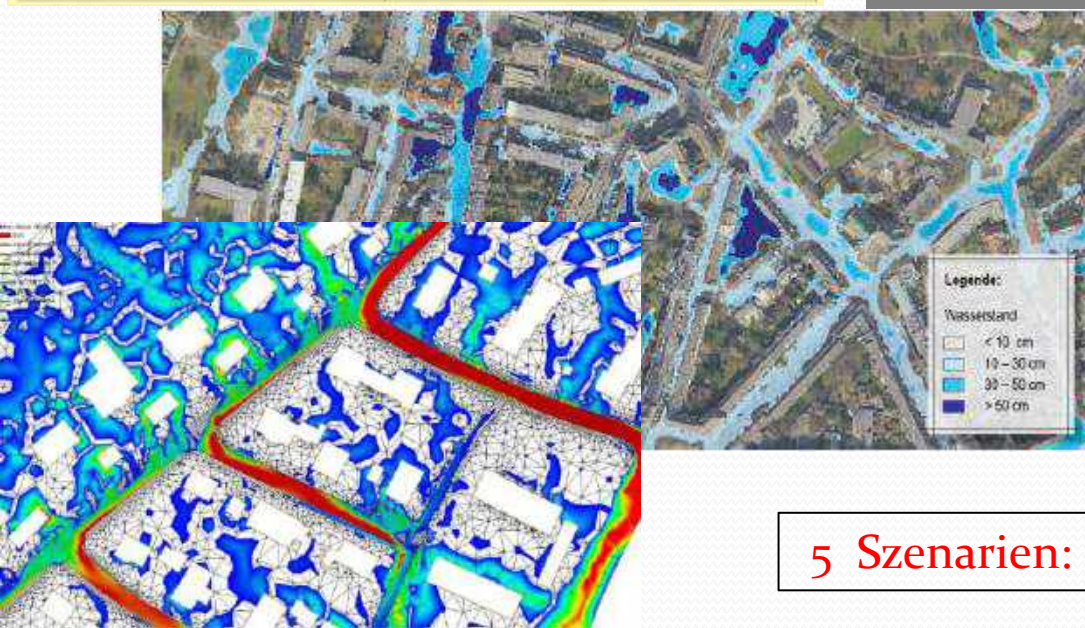 Legende:
Wasserstand
< 10 cm
10 – 30 cm
30 – 50 cm
> 50 cm
5 Szenarien: